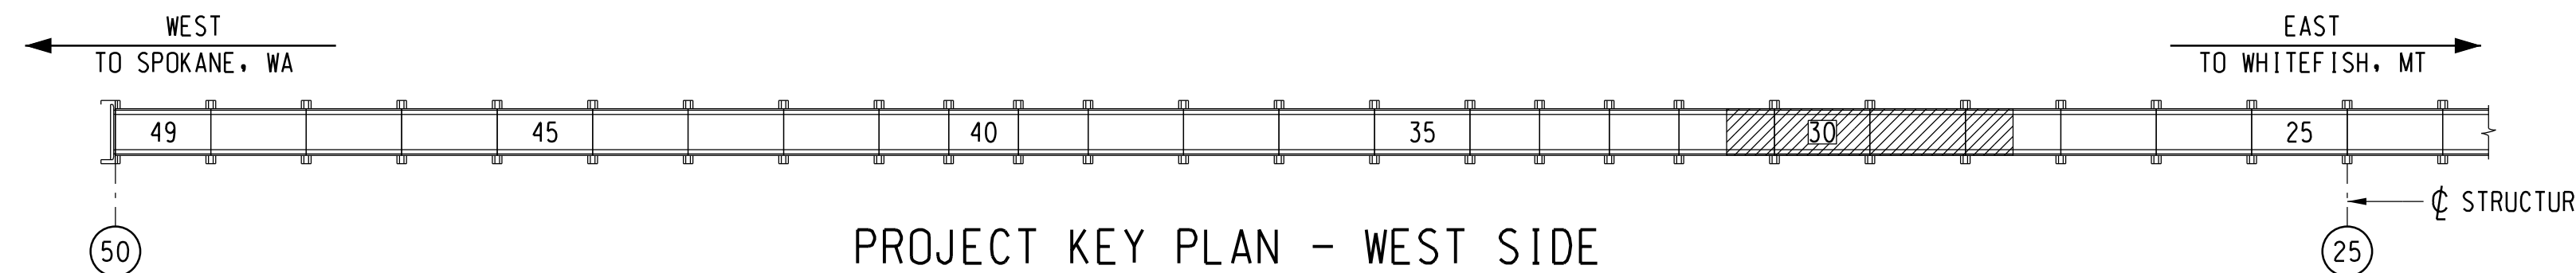 WEST
TO SPOKANE, WA
EAST
TO WHITEFISH, MT
49 45 40 35 30 25
℄ STRUCTUR
50
PROJECT KEY PLAN - WEST SIDE
25